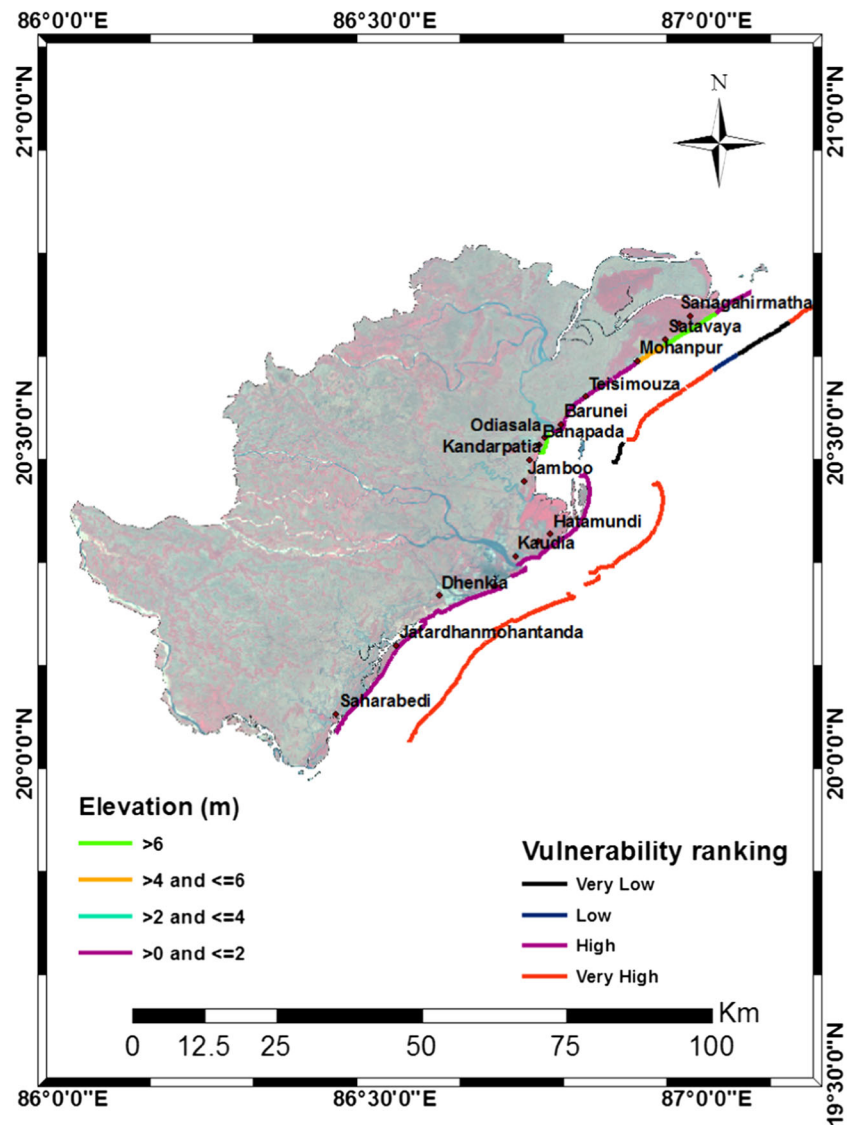 86°0'0"E 86°30'0"E 87°0'0"E
21°0'0"N
21°0'0"N
N
Sanagahirmatha
Satavaya
Mohanpur
Teisimouza
Barunei
Odiasala
Banapada
20°30'0"N
20°30'0"N
Kandarpatia
Jamboo
Hatamundi
Kaudia
Dhenkia
Jatardhanmohantanda
Saharabedi
20°0'0"N
20°0'0"N
Elevation (m)
>6
>4 and <=6
>2 and <=4
>0 and <=2
Vulnerability ranking
Very Low
Low
High
Very High
Km
0 12.5 25 50 75 100
19°30'0"N
86°0'0"E 86°30'0"E 87°0'0"E